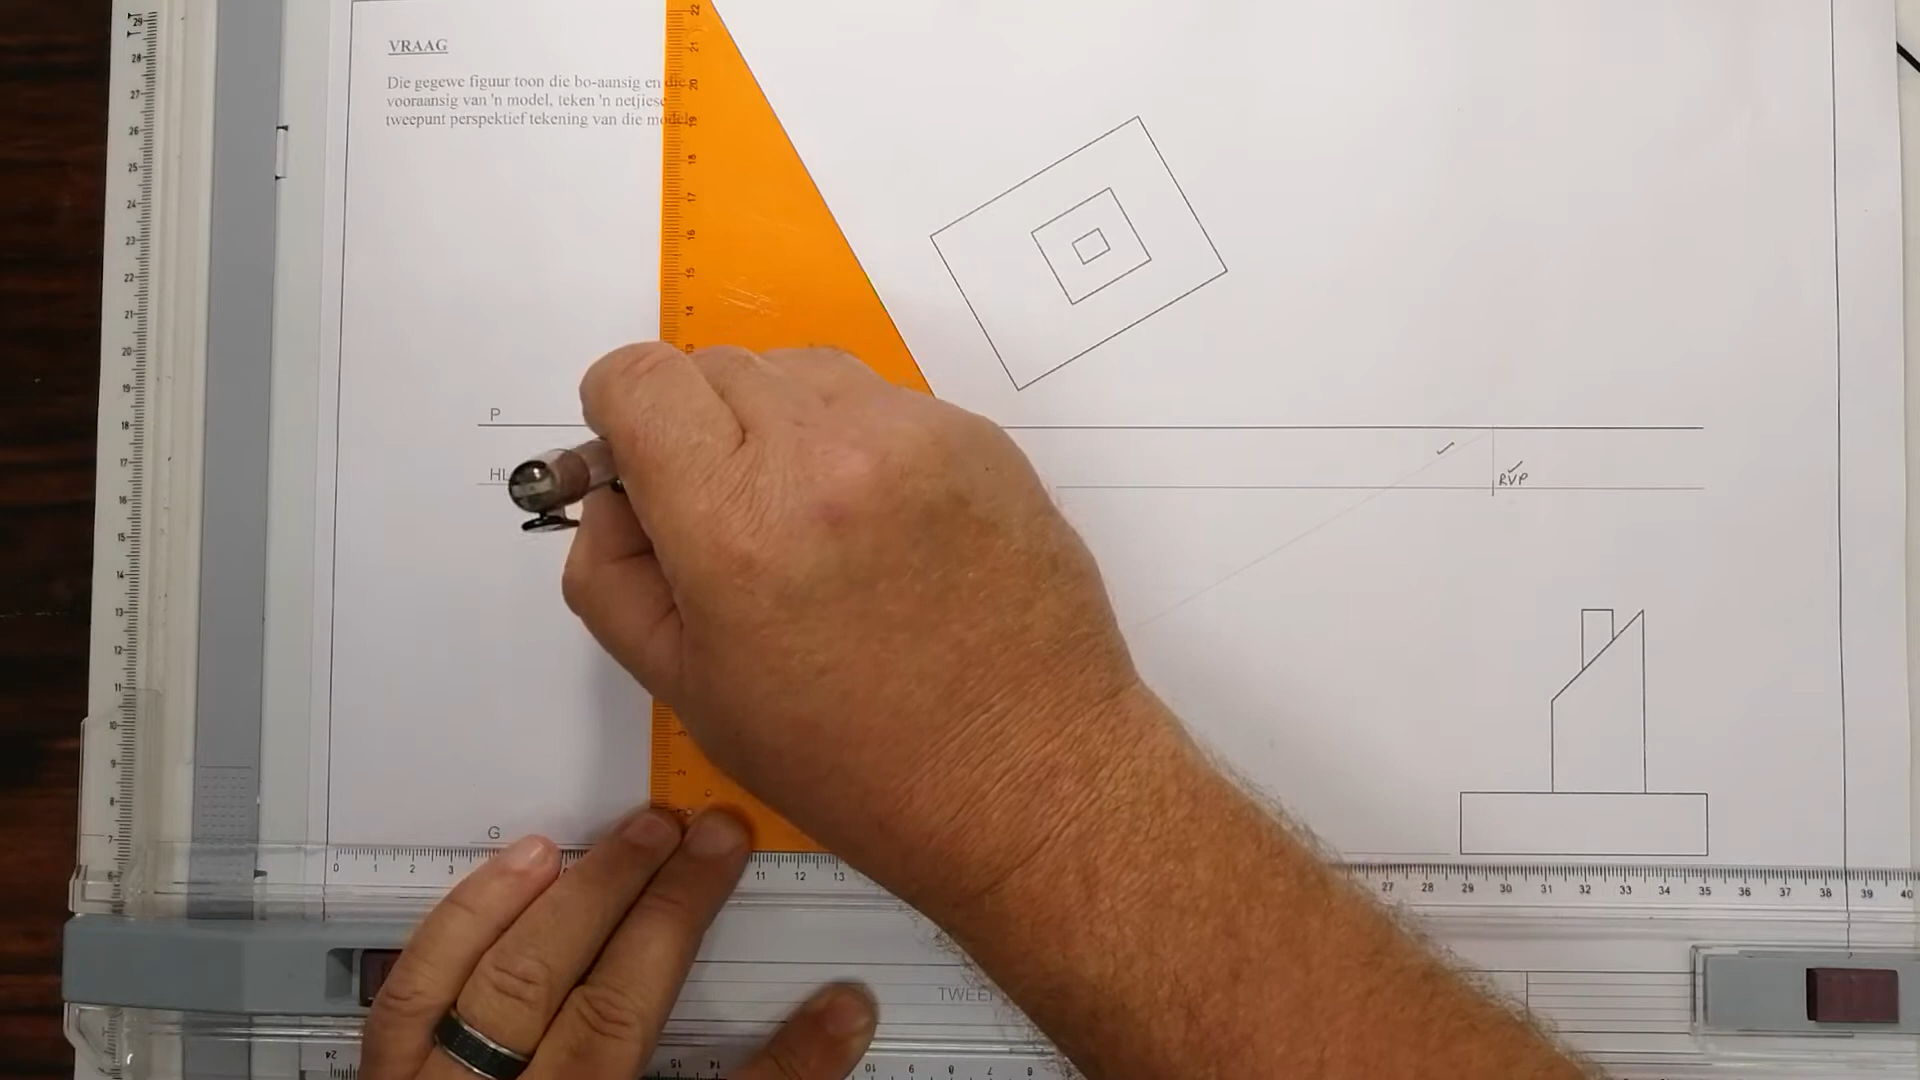 VRAAG
Die gegewe figuur toon die bo-aansig en die
vooraansig van 'n model, teken 'n netjiese
tweepunt perspektief tekening van die model.
P
HL
RVP
G